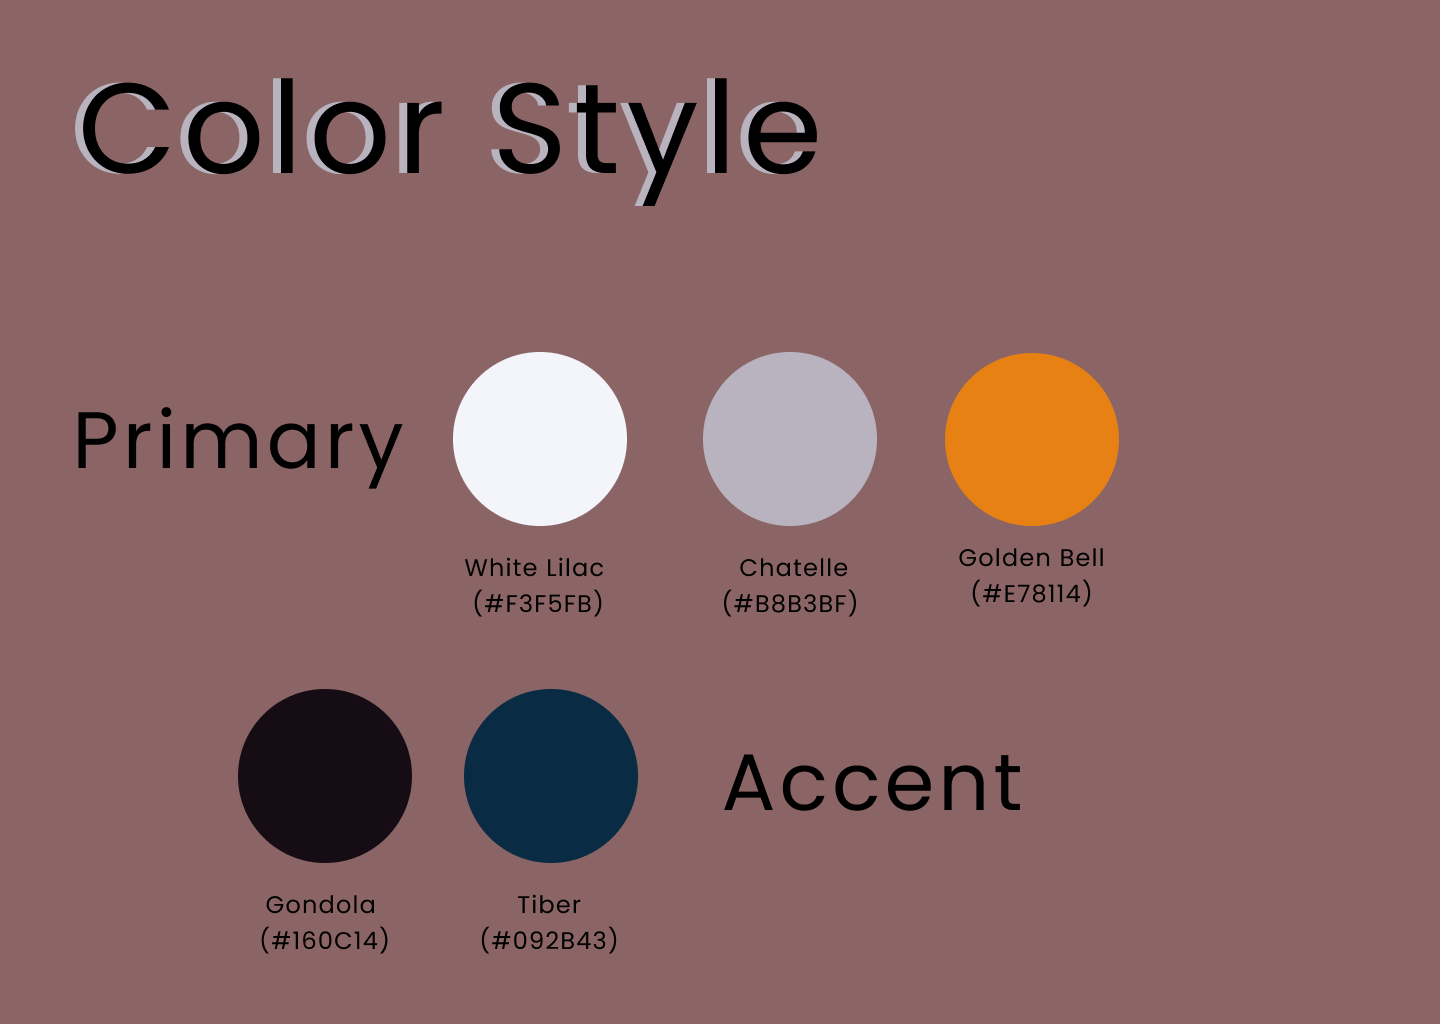 Color Style
Primary
White Lilac
(#F3F5FB)
Chatelle
(#B8B3BF)
Golden Bell
(#E78114)
Accent
Gondola
(#160C14)
Tiber
(#092B43)